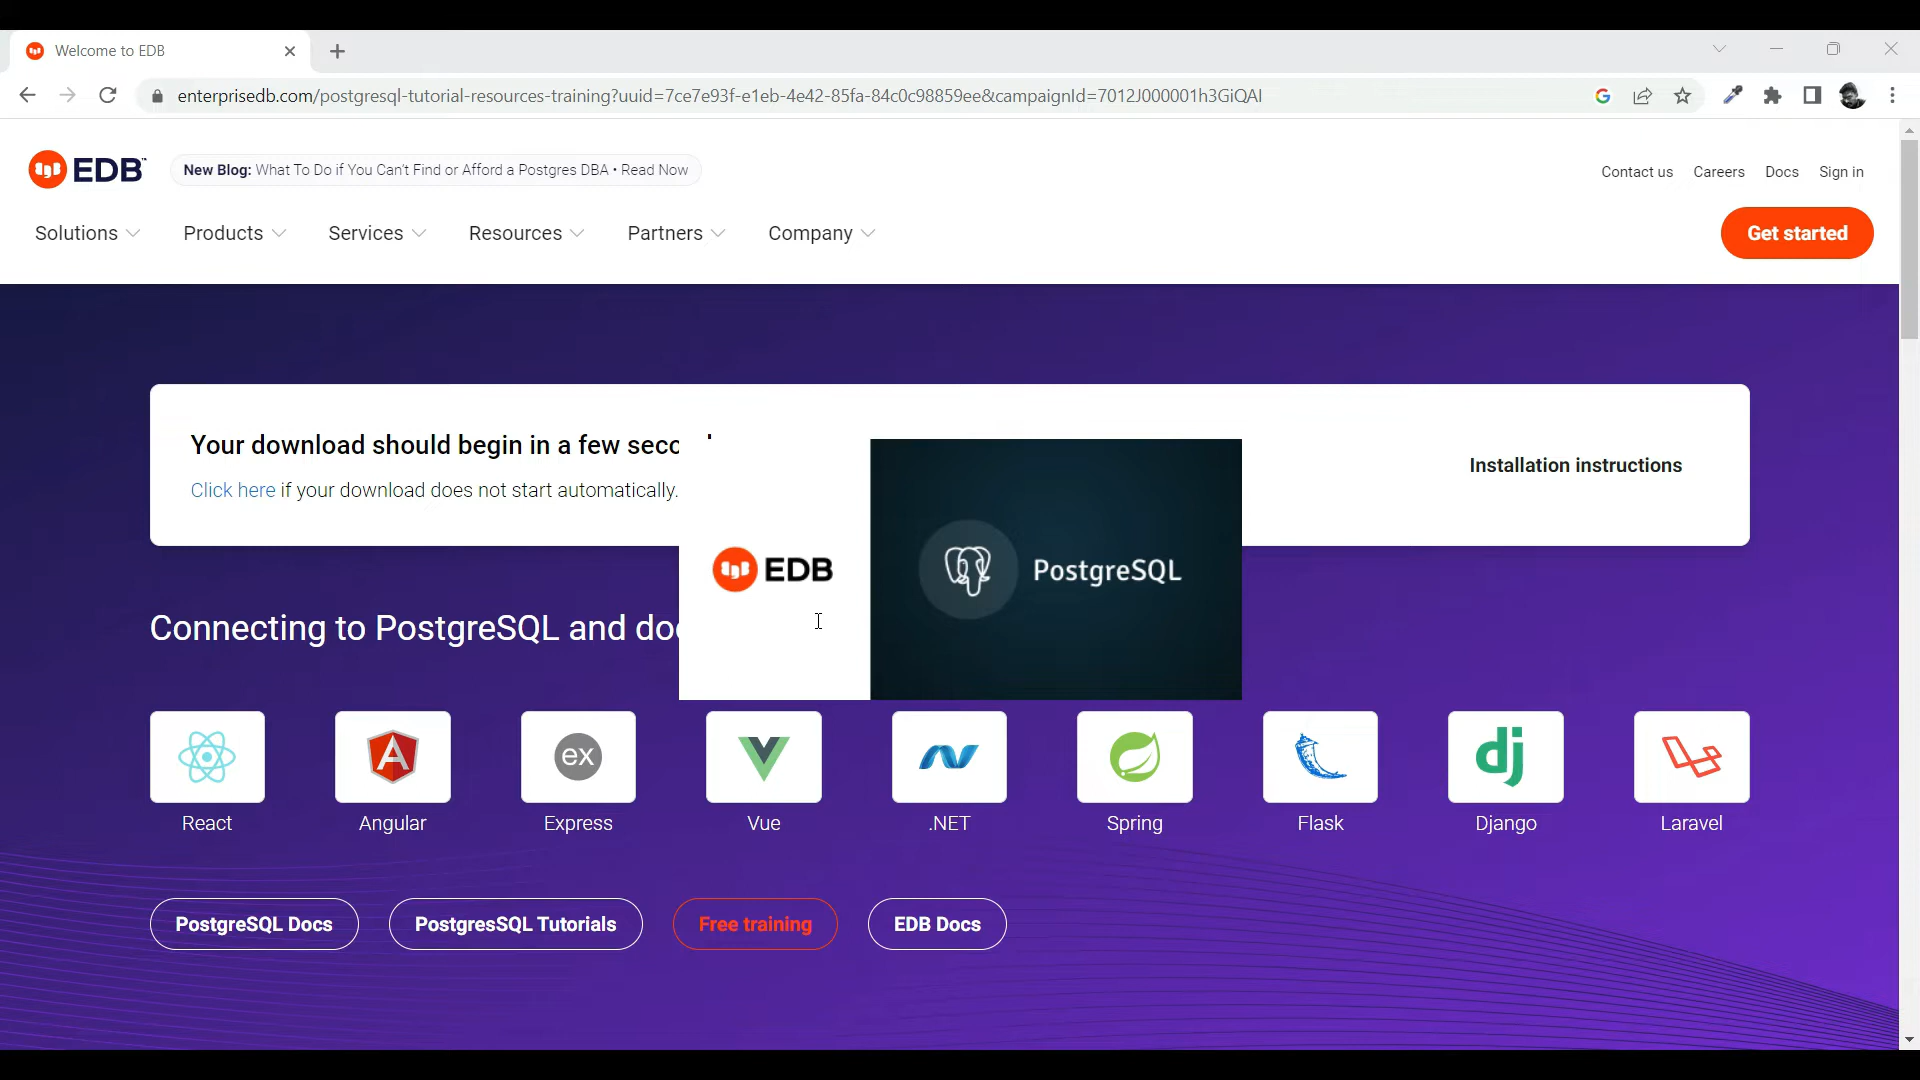 Welcome to EDB
enterprisedb.com/postgresql-tutorial-resources-training?uuid=7ce7e93f-e1eb-4e42-85fa-84c0c98859ee&campaignId=7012J000001h3GiQAI
EDB
New Blog: What To Do if You Can't Find or Afford a Postgres DBA • Read Now
Contact us Careers Docs Sign in
Solutions Products Services Resources Partners Company
Get started
Your download should begin in a few
Click here if your download does not start automatically.
Installation instructions
EDB PostgreSQL
Connecting to PostgreSQL and
ex
dj
React Angular Express Vue .NET Spring Flask Django Laravel
PostgreSQL Docs PostgresSQL Tutorials Free training EDB Docs